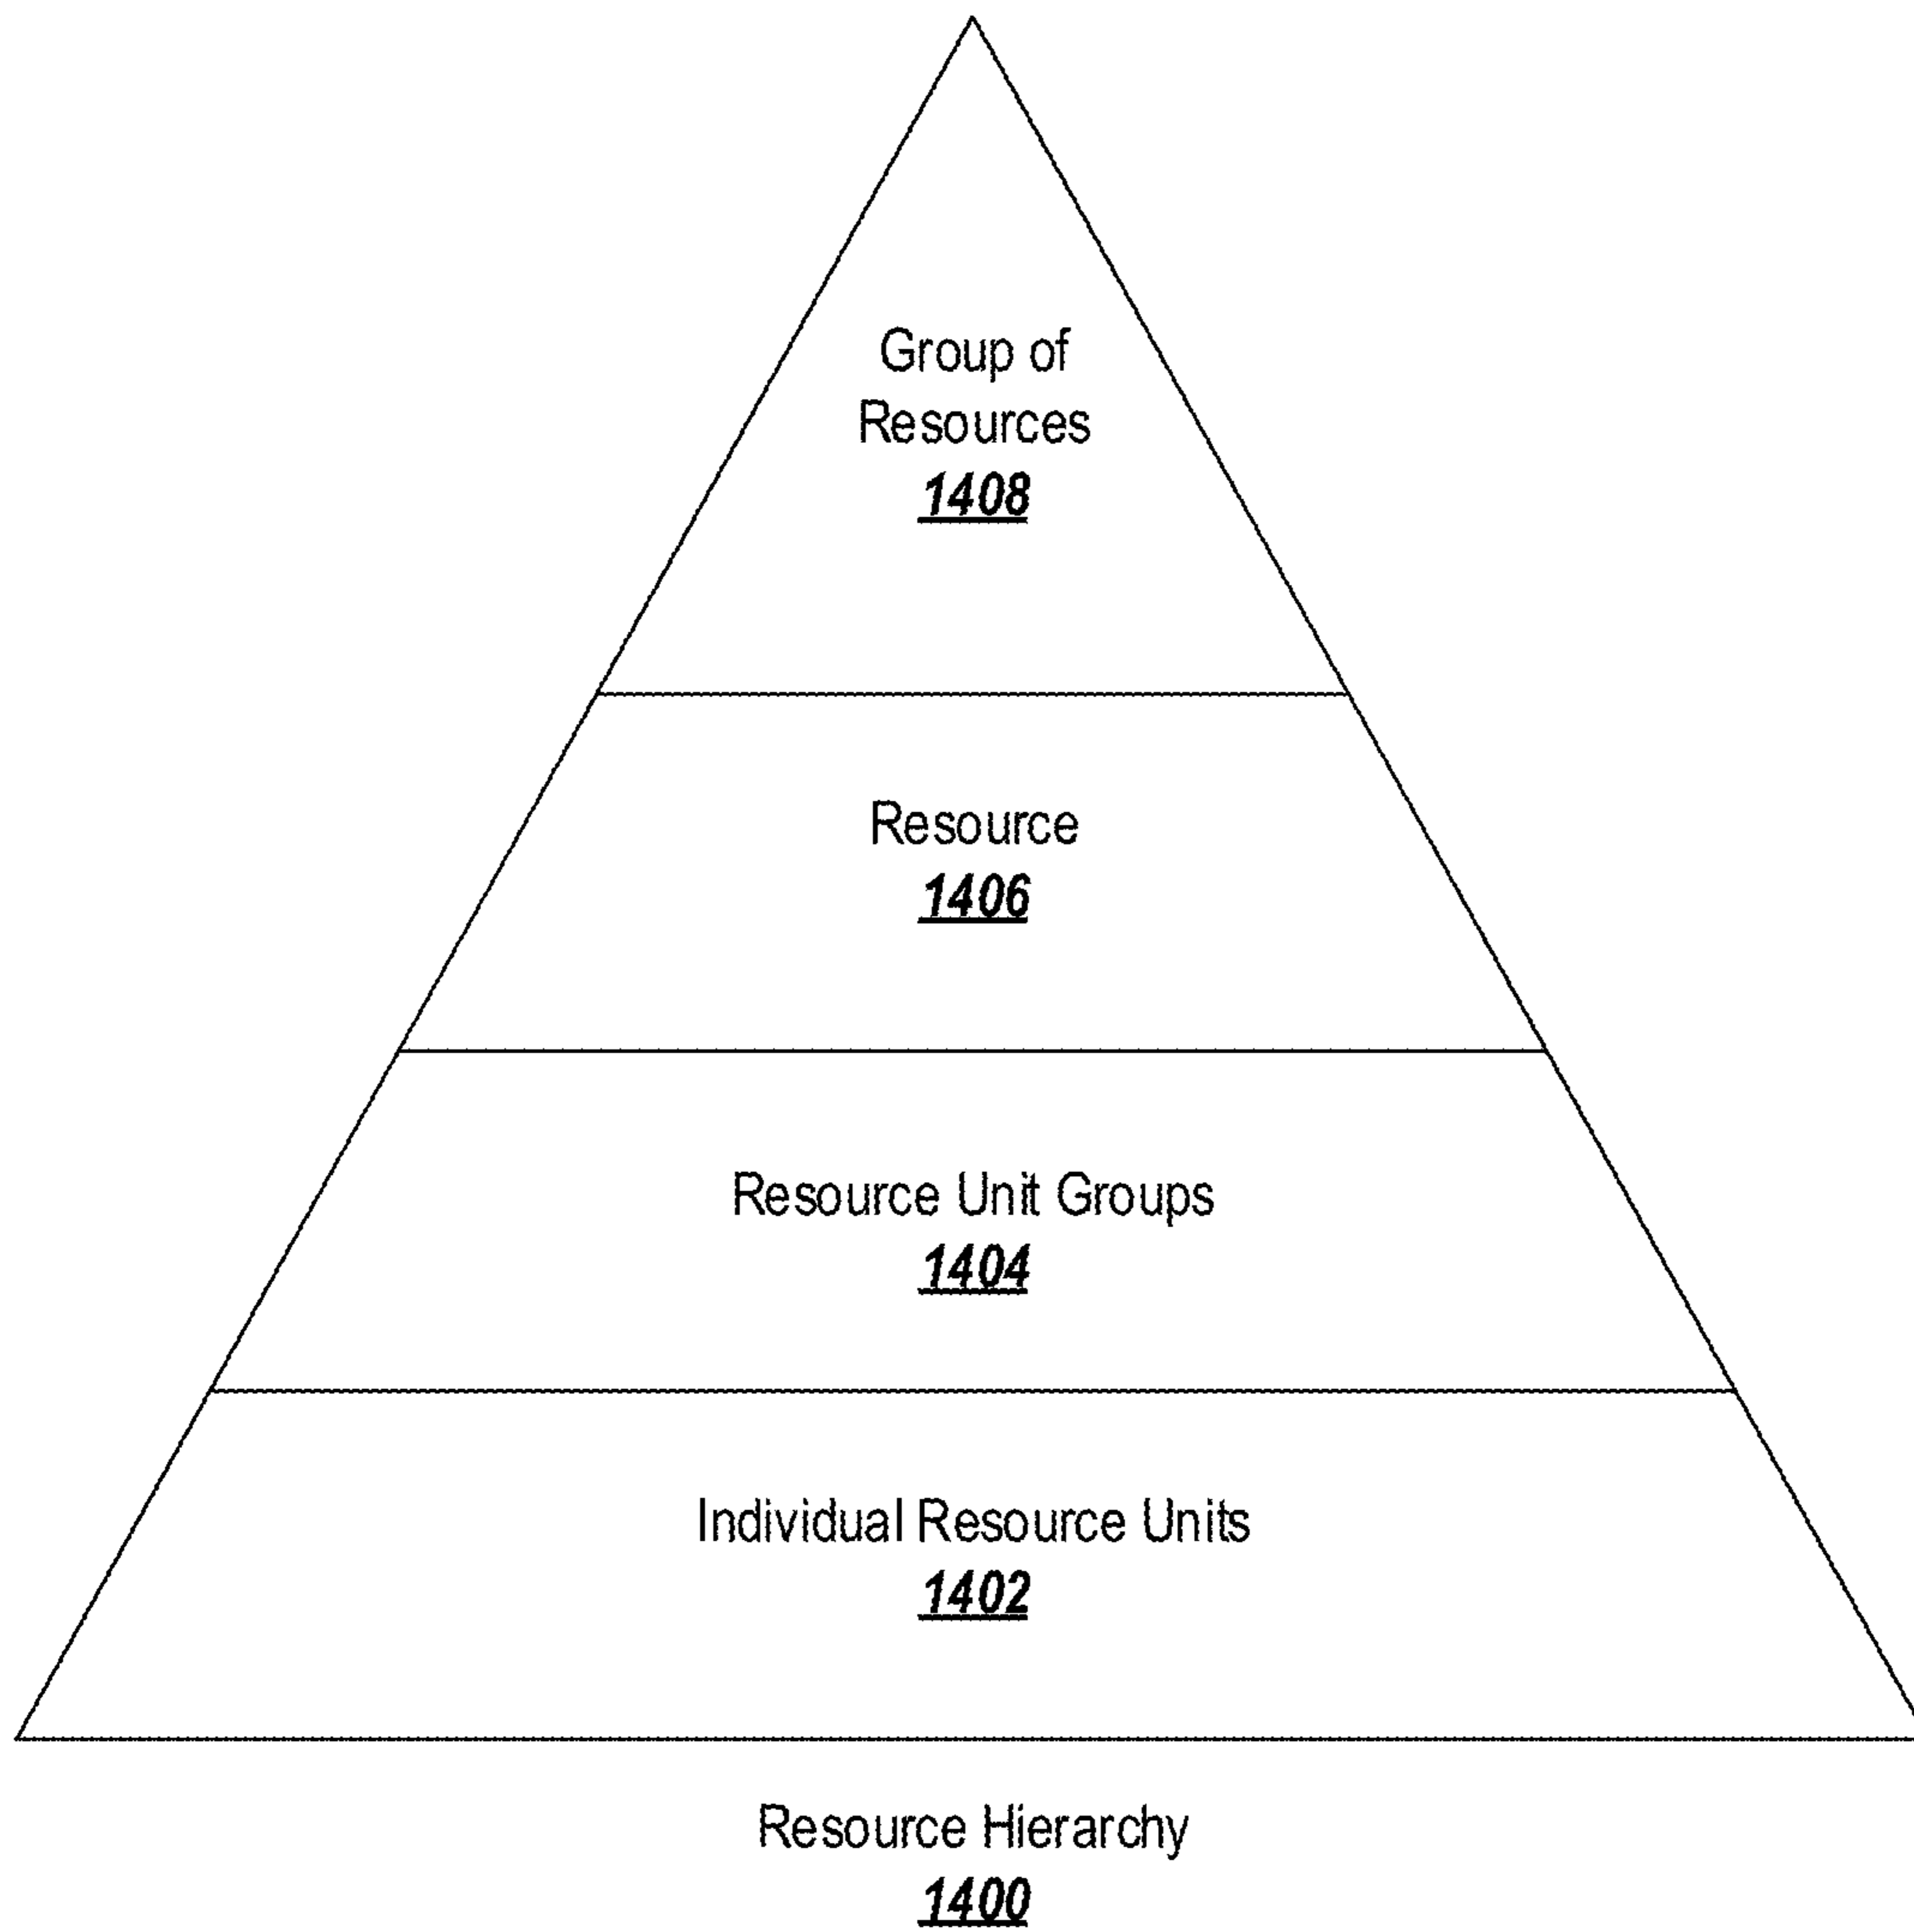 Group of
Resources
1408
Resource
1406
Resource Unit Groups
1404
Individual Resource Units
1402
Resource Hierarchy
1400